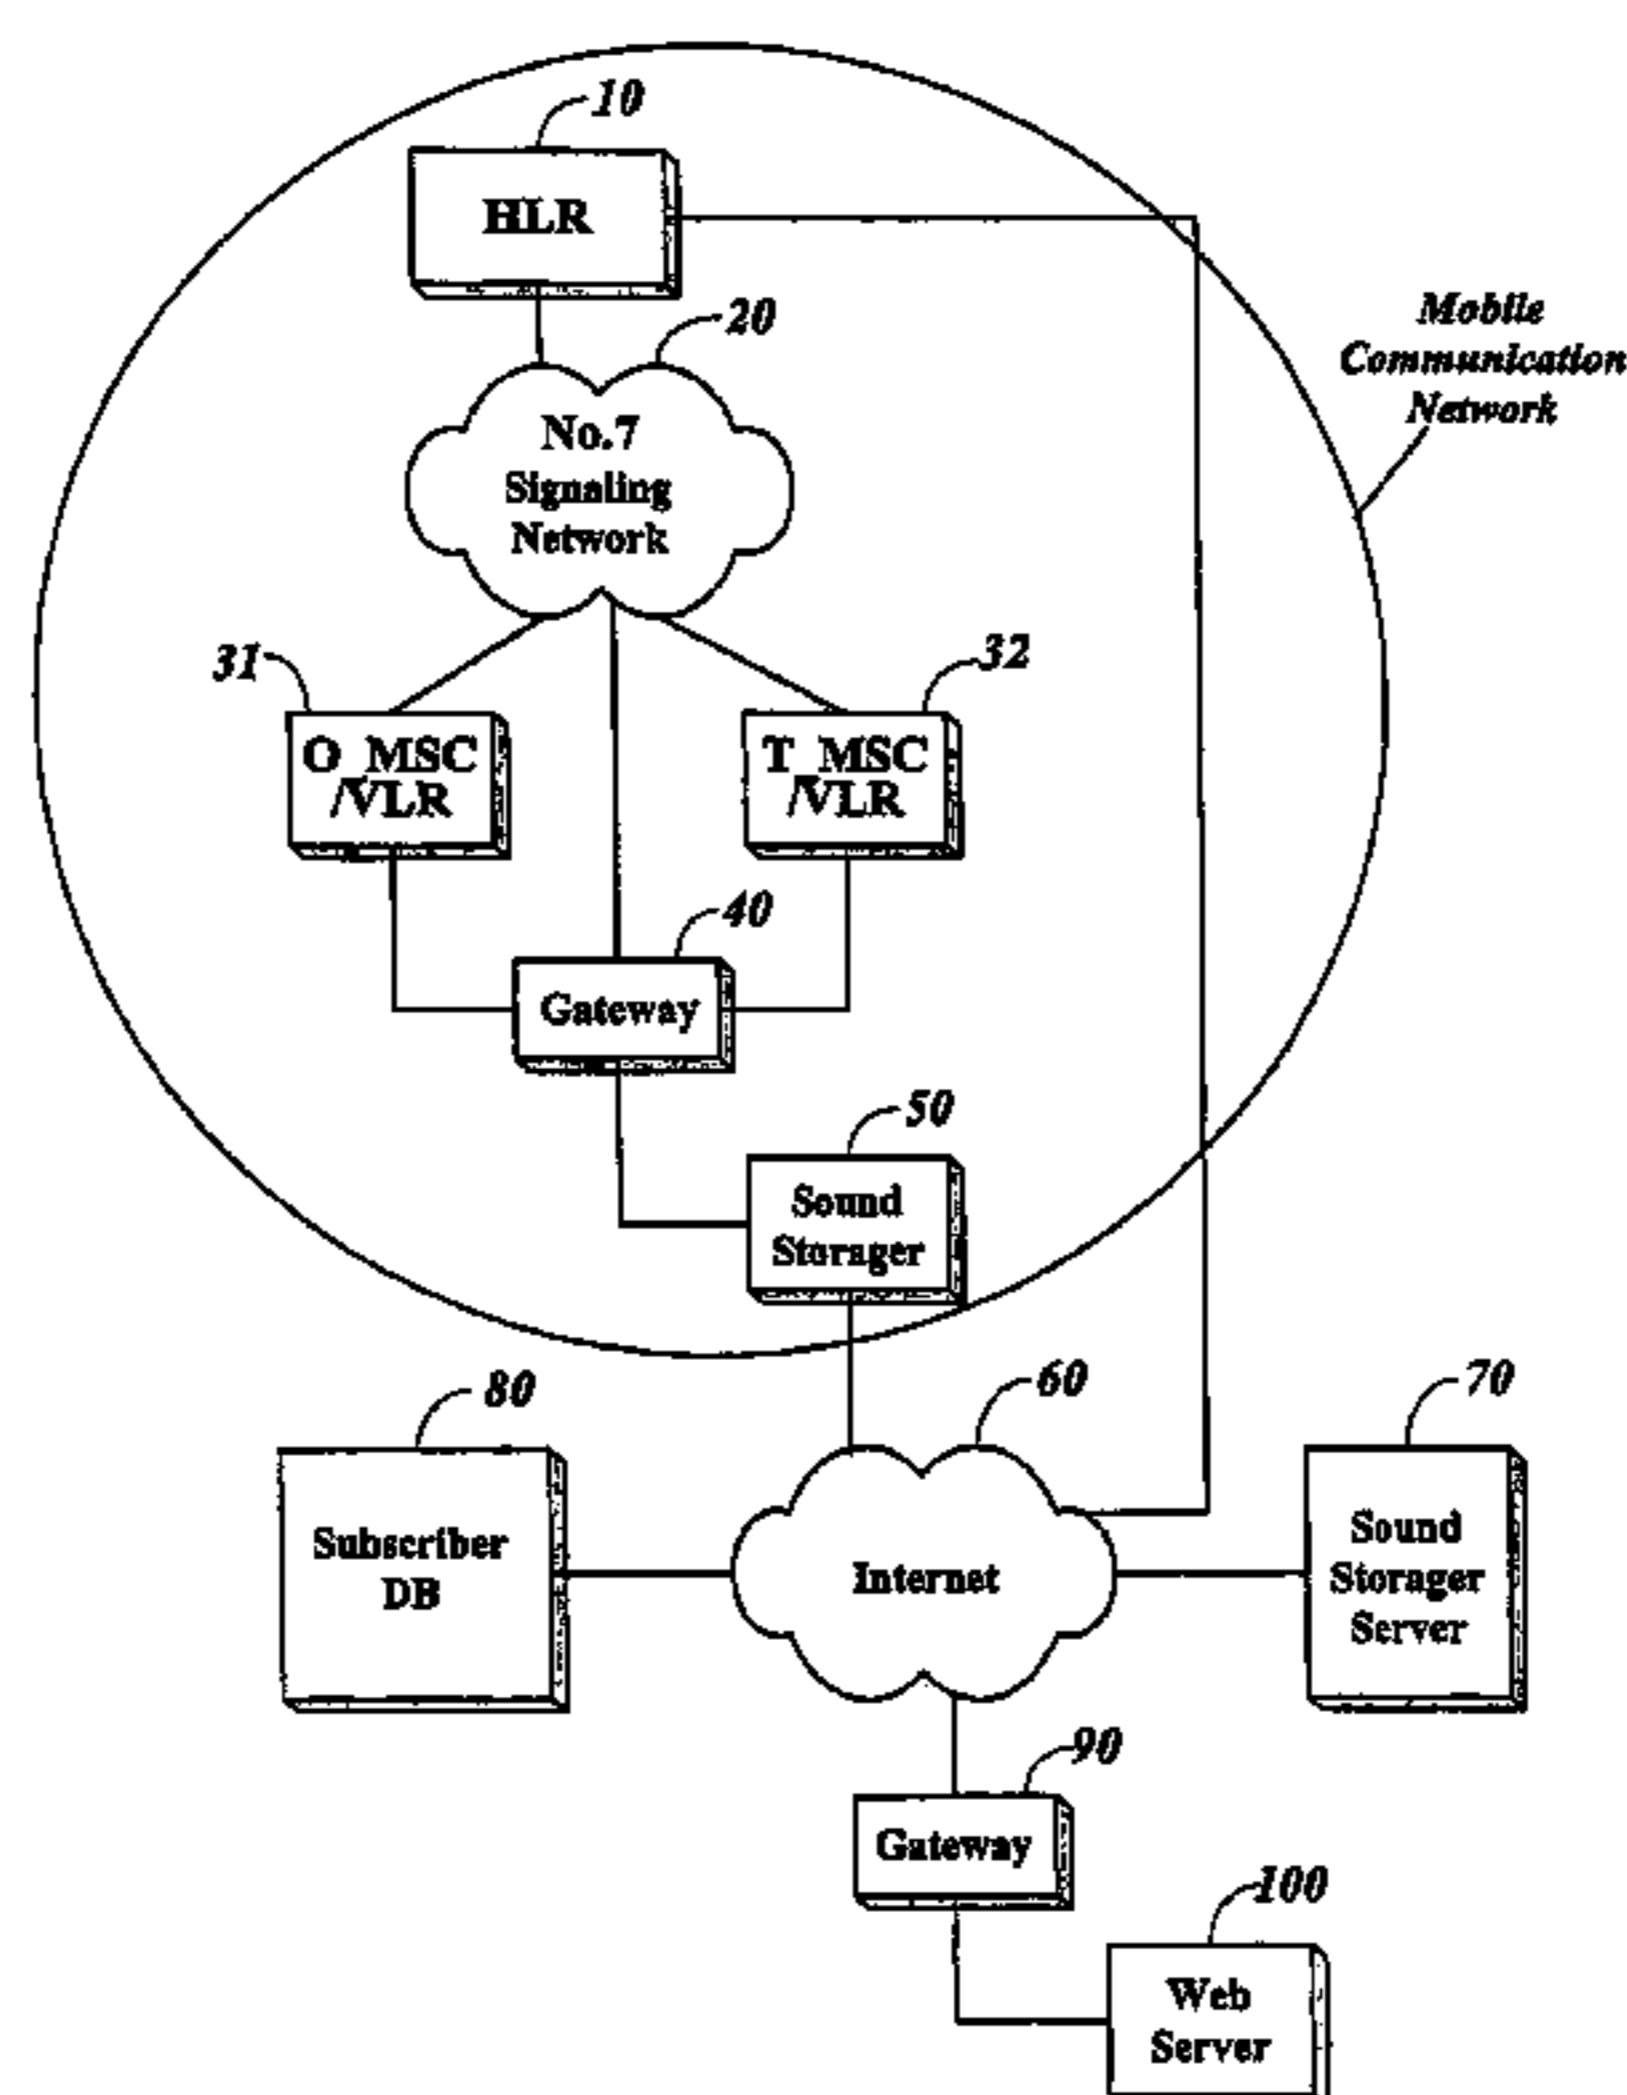 10
HLR
20
Mobile
Communication
Network
No.7
Signaling
Network
31
32
O_MSC
/VLR
T_MSC
/VLR
40
Gateway
50
Sound
Storager
80
60
70
Subscriber
DB
Internet
Sound
Storager
Server
90
Gateway
100
Web
Server